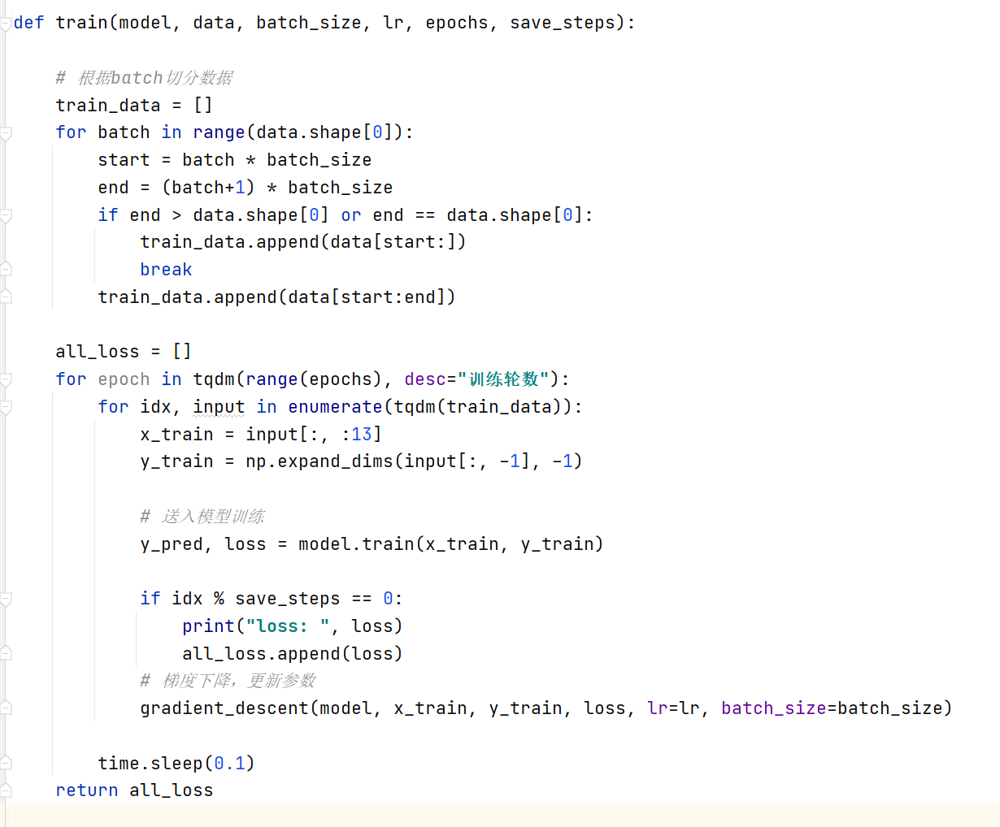 def train(model, data, batch_size, lr, epochs, save_steps):
    # 根据batch切分数据
    train_data = []
    for batch in range(data.shape[0]):
        start = batch * batch_size
        end = (batch+1) * batch_size
        if end > data.shape[0] or end == data.shape[0]:
            train_data.append(data[start:])
            break
        train_data.append(data[start:end])
    all_loss = []
    for epoch in tqdm(range(epochs), desc="训练轮数"):
        for idx, input in enumerate(tqdm(train_data)):
            x_train = input[:, :13]
            y_train = np.expand_dims(input[:, -1], -1)
            # 送入模型训练
            y_pred, loss = model.train(x_train, y_train)
            if idx % save_steps == 0:
                print("loss: ", loss)
                all_loss.append(loss)
            # 梯度下降，更新参数
            gradient_descent(model, x_train, y_train, loss, lr=lr, batch_size=batch_size)
        time.sleep(0.1)
    return all_loss